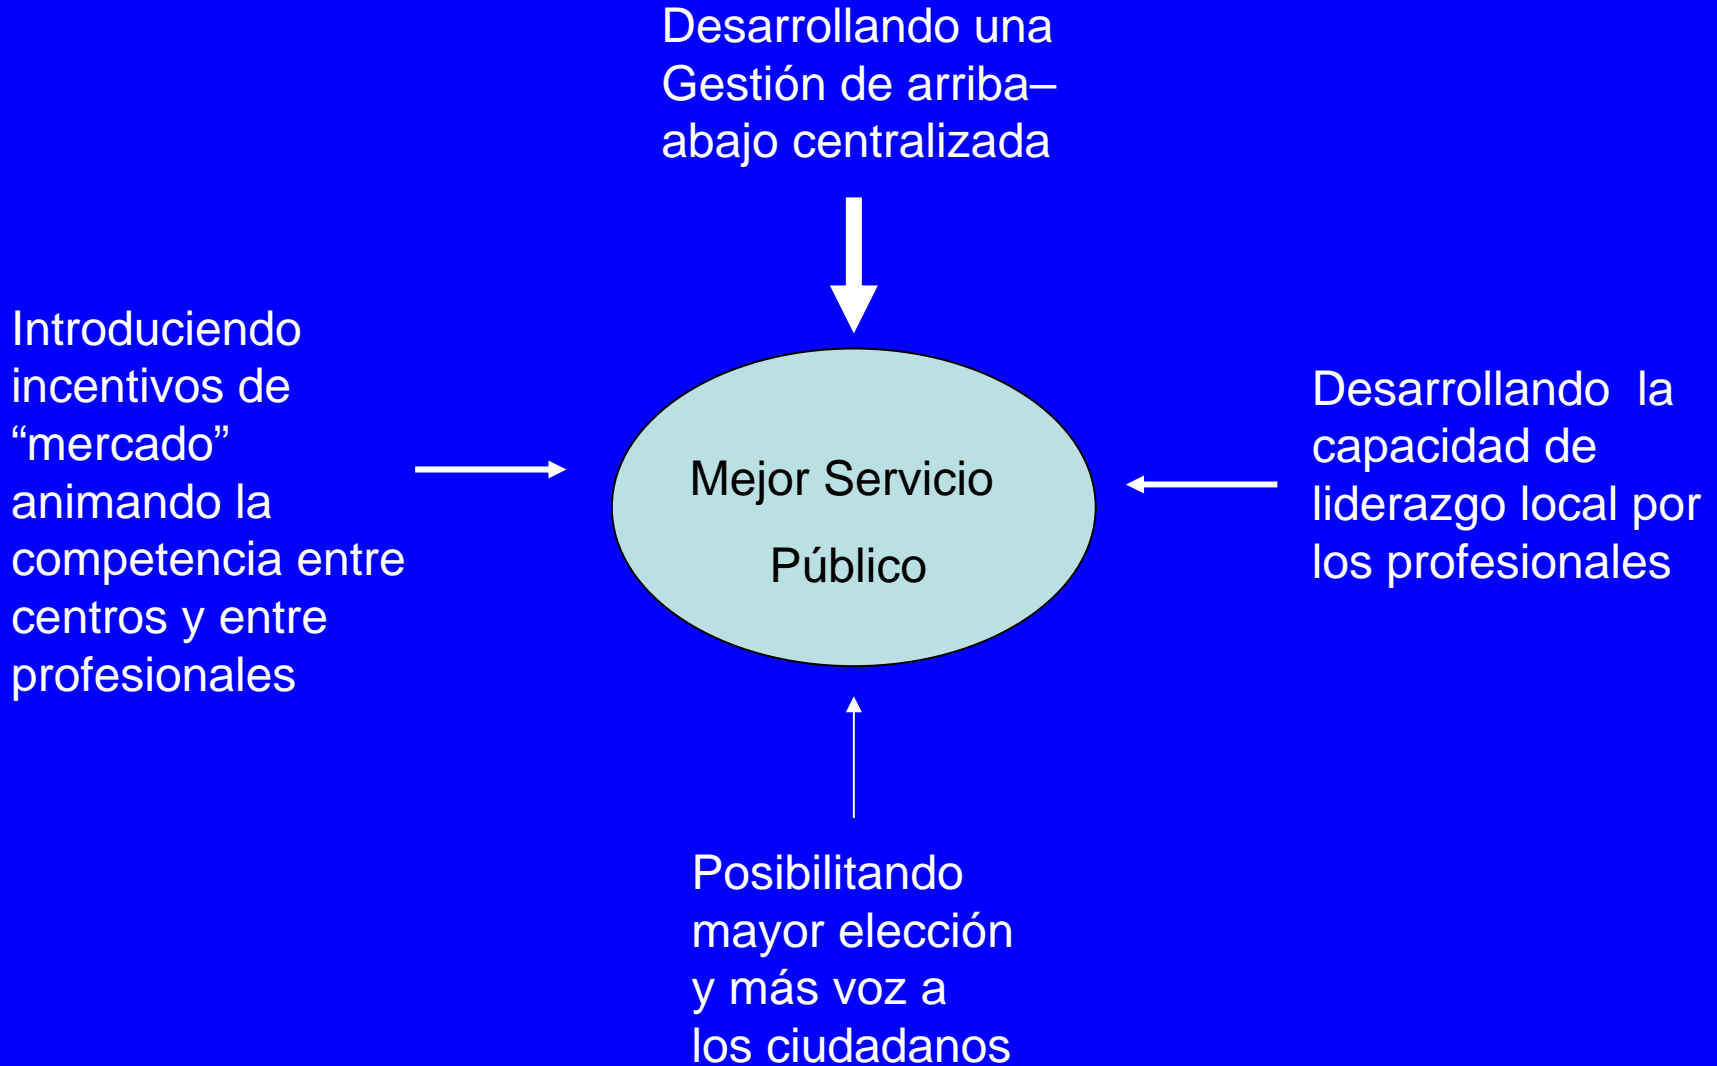 Desarrollando una
Gestión de arriba–
abajo centralizada
Introduciendo
incentivos de
“mercado”
animando la
competencia entre
centros y entre
profesionales
Mejor Servicio
Público
Desarrollando  la
capacidad de
liderazgo local por
los profesionales
Posibilitando
mayor elección
y más voz a
los ciudadanos